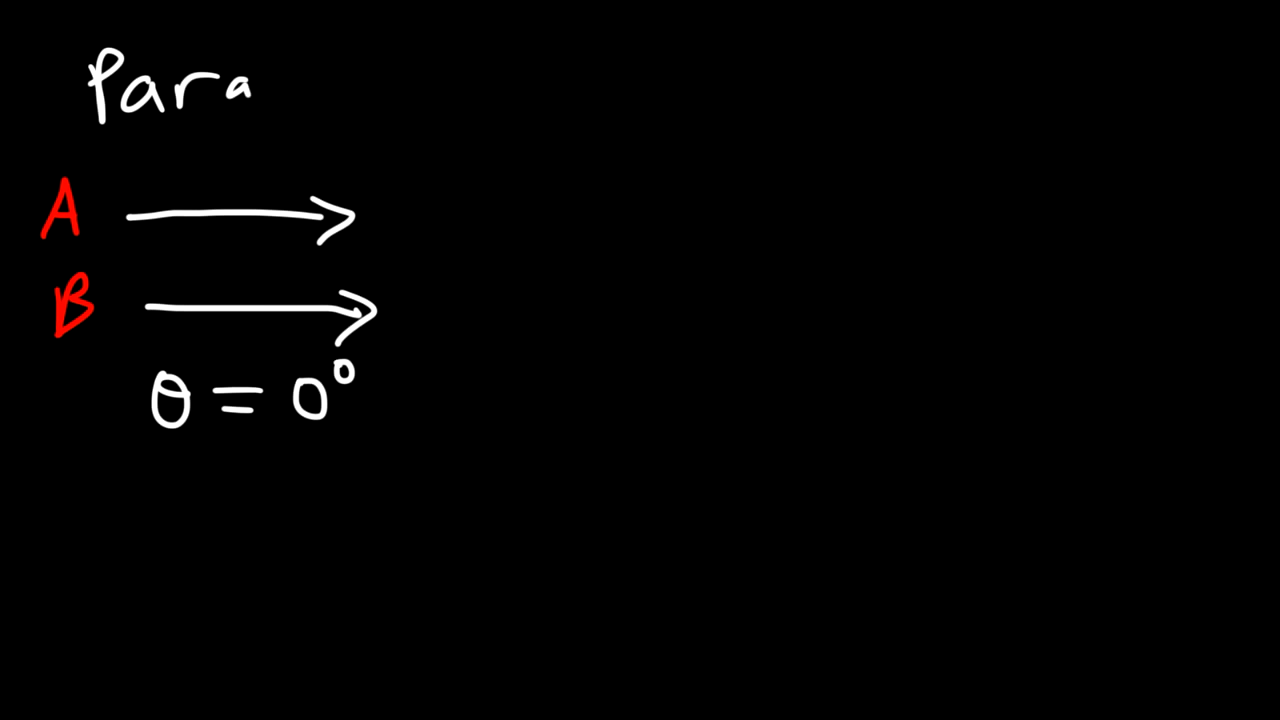 Para
A
B
θ = 0°